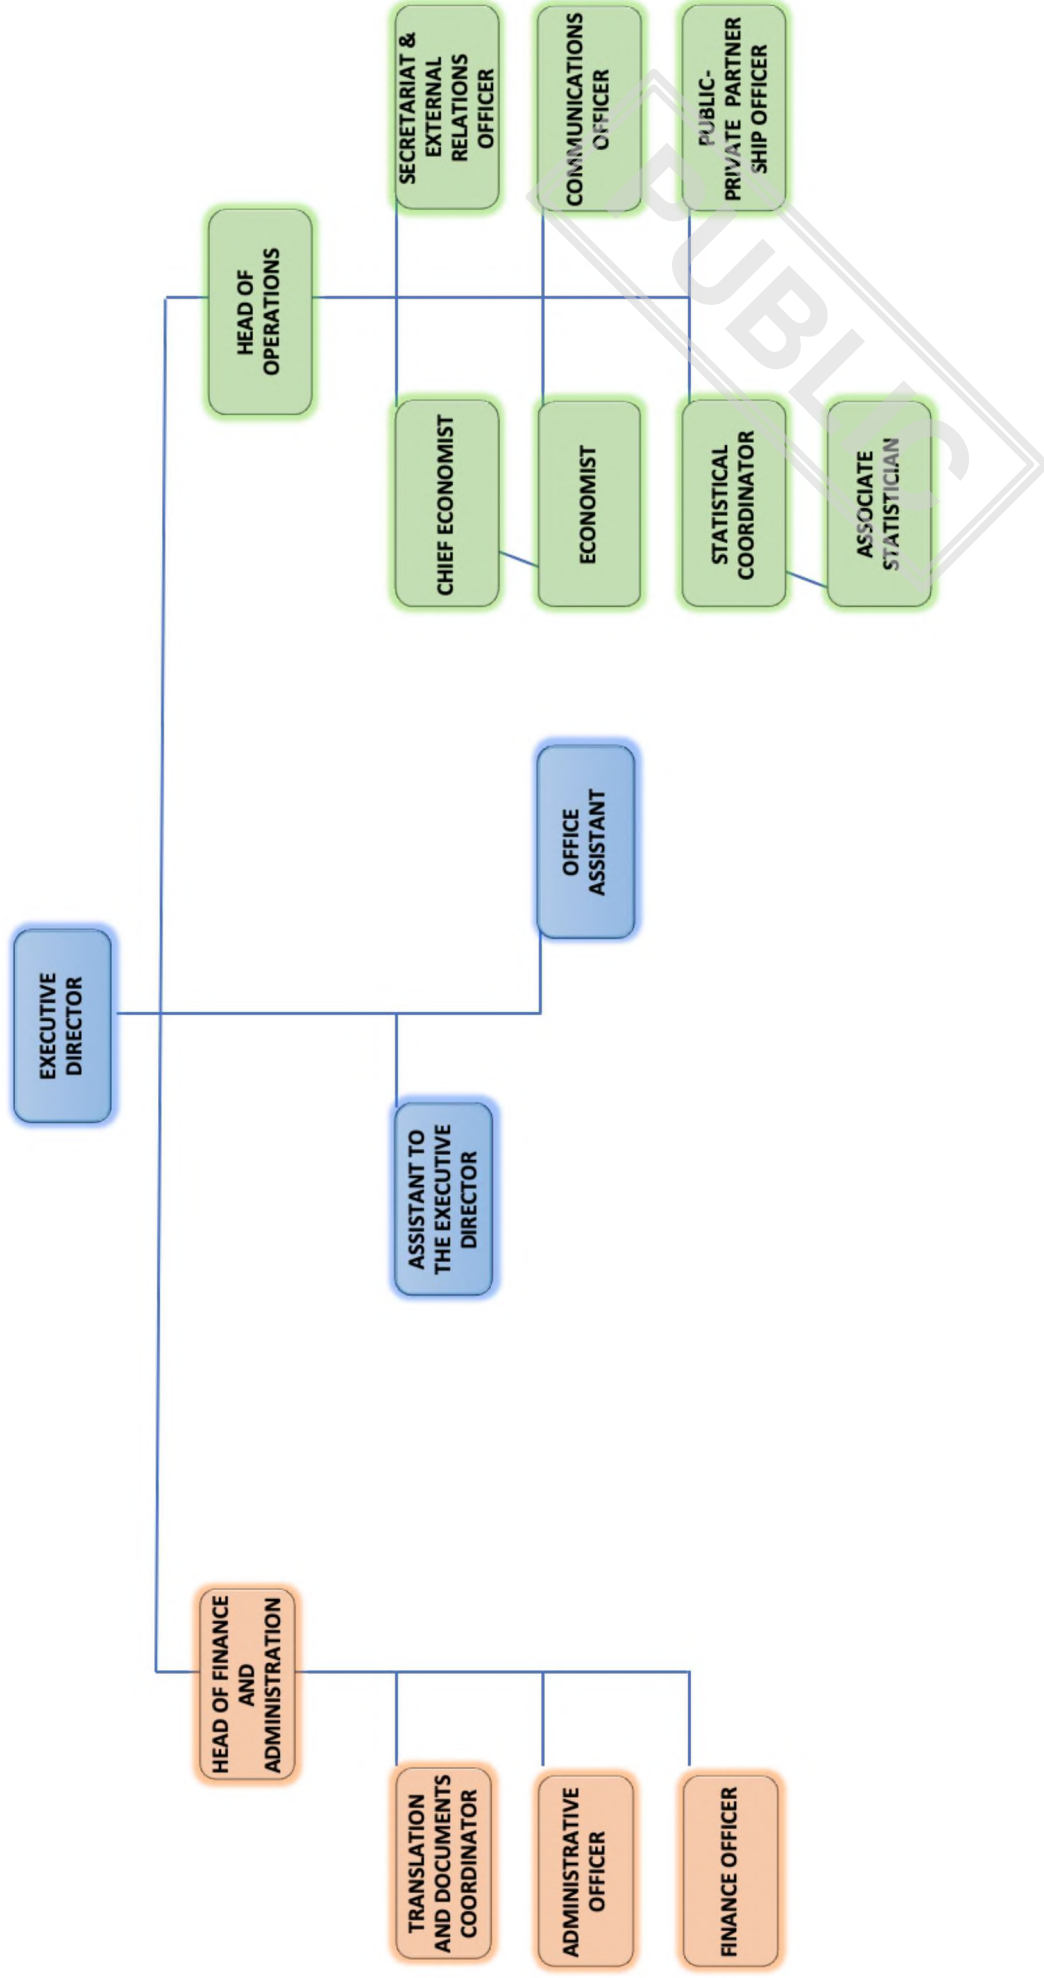 EXECUTIVE
DIRECTOR
HEAD OF FINANCE
AND
ADMINISTRATION
HEAD OF
OPERATIONS
TRANSLATION
AND DOCUMENTS
COORDINATOR
ASSISTANT TO
THE EXECUTIVE
DIRECTOR
CHIEF ECONOMIST
SECRETARIAT &
EXTERNAL
RELATIONS
OFFICER
ADMINISTRATIVE
OFFICER
OFFICE
ASSISTANT
ECONOMIST
COMMUNICATIONS
OFFICER
FINANCE OFFICER
STATISTICAL
COORDINATOR
PUBLIC-
PRIVATE PARTNER
SHIP OFFICER
ASSOCIATE
STATISTICIAN
PUBLIC